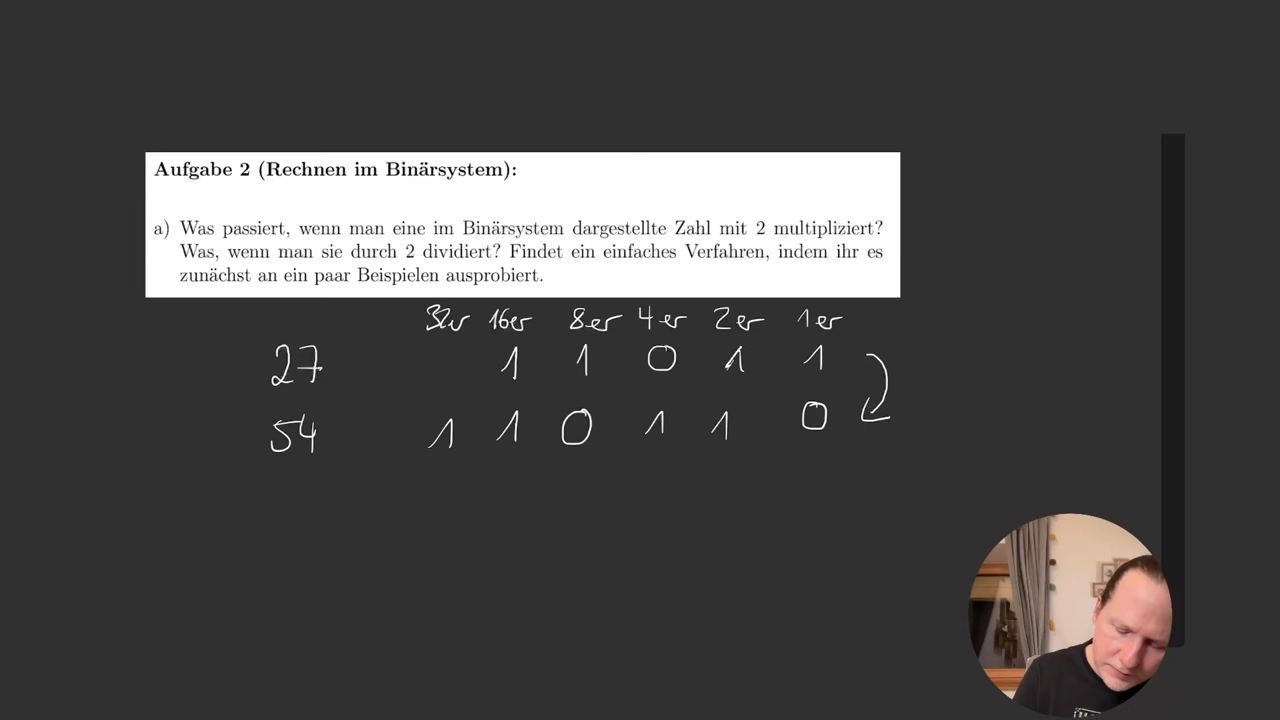 Aufgabe 2 (Rechnen im Binärsystem):
a) Was passiert, wenn man eine im Binärsystem dargestellte Zahl mit 2 multipliziert?
Was, wenn man sie durch 2 dividiert? Findet ein einfaches Verfahren, indem ihr es
zunächst an ein paar Beispielen ausprobiert.
32er 16er 8er 4er 2er 1er
27 1 1 0 1 1
54 1 1 0 1 1 0